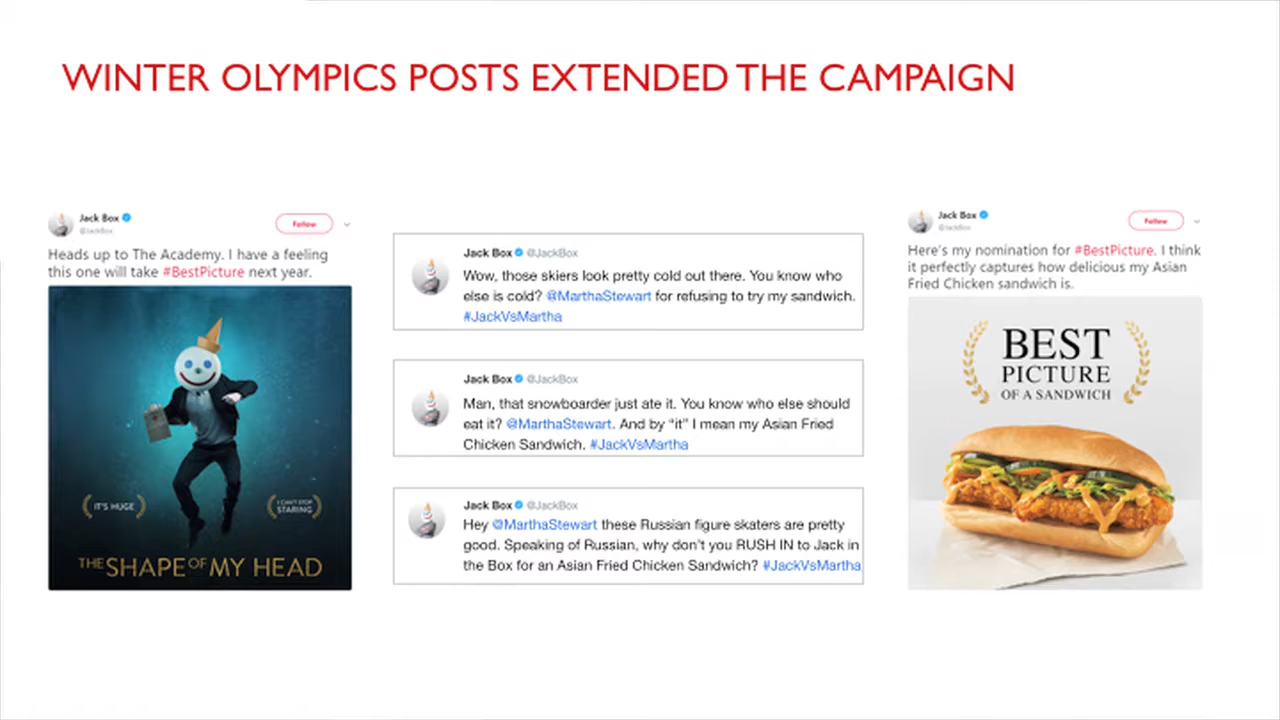 WINTER OLYMPICS POSTS EXTENDED THE CAMPAIGN
Jack Box
@JackBox
Follow
Heads up to The Academy. I have a feeling
this one will take #BestPicture next year.
IT'S HUGE
I CAN'T STOP
STARING
THE SHAPE OF MY HEAD
Jack Box @JackBox
Wow, those skiers look pretty cold out there. You know who
else is cold? @MarthaStewart for refusing to try my sandwich.
#JackVsMartha
Jack Box @JackBox
Man, that snowboarder just ate it. You know who else should
eat it? @MarthaStewart. And by “it” I mean my Asian Fried
Chicken Sandwich. #JackVsMartha
Jack Box @JackBox
Hey @MarthaStewart these Russian figure skaters are pretty
good. Speaking of Russian, why don't you RUSH IN to Jack in
the Box for an Asian Fried Chicken Sandwich? #JackVsMartha
Jack Box
@JackBox
Follow
Here's my nomination for #BestPicture. I think
it perfectly captures how delicious my Asian
Fried Chicken sandwich is.
BEST
PICTURE
OF A SANDWICH